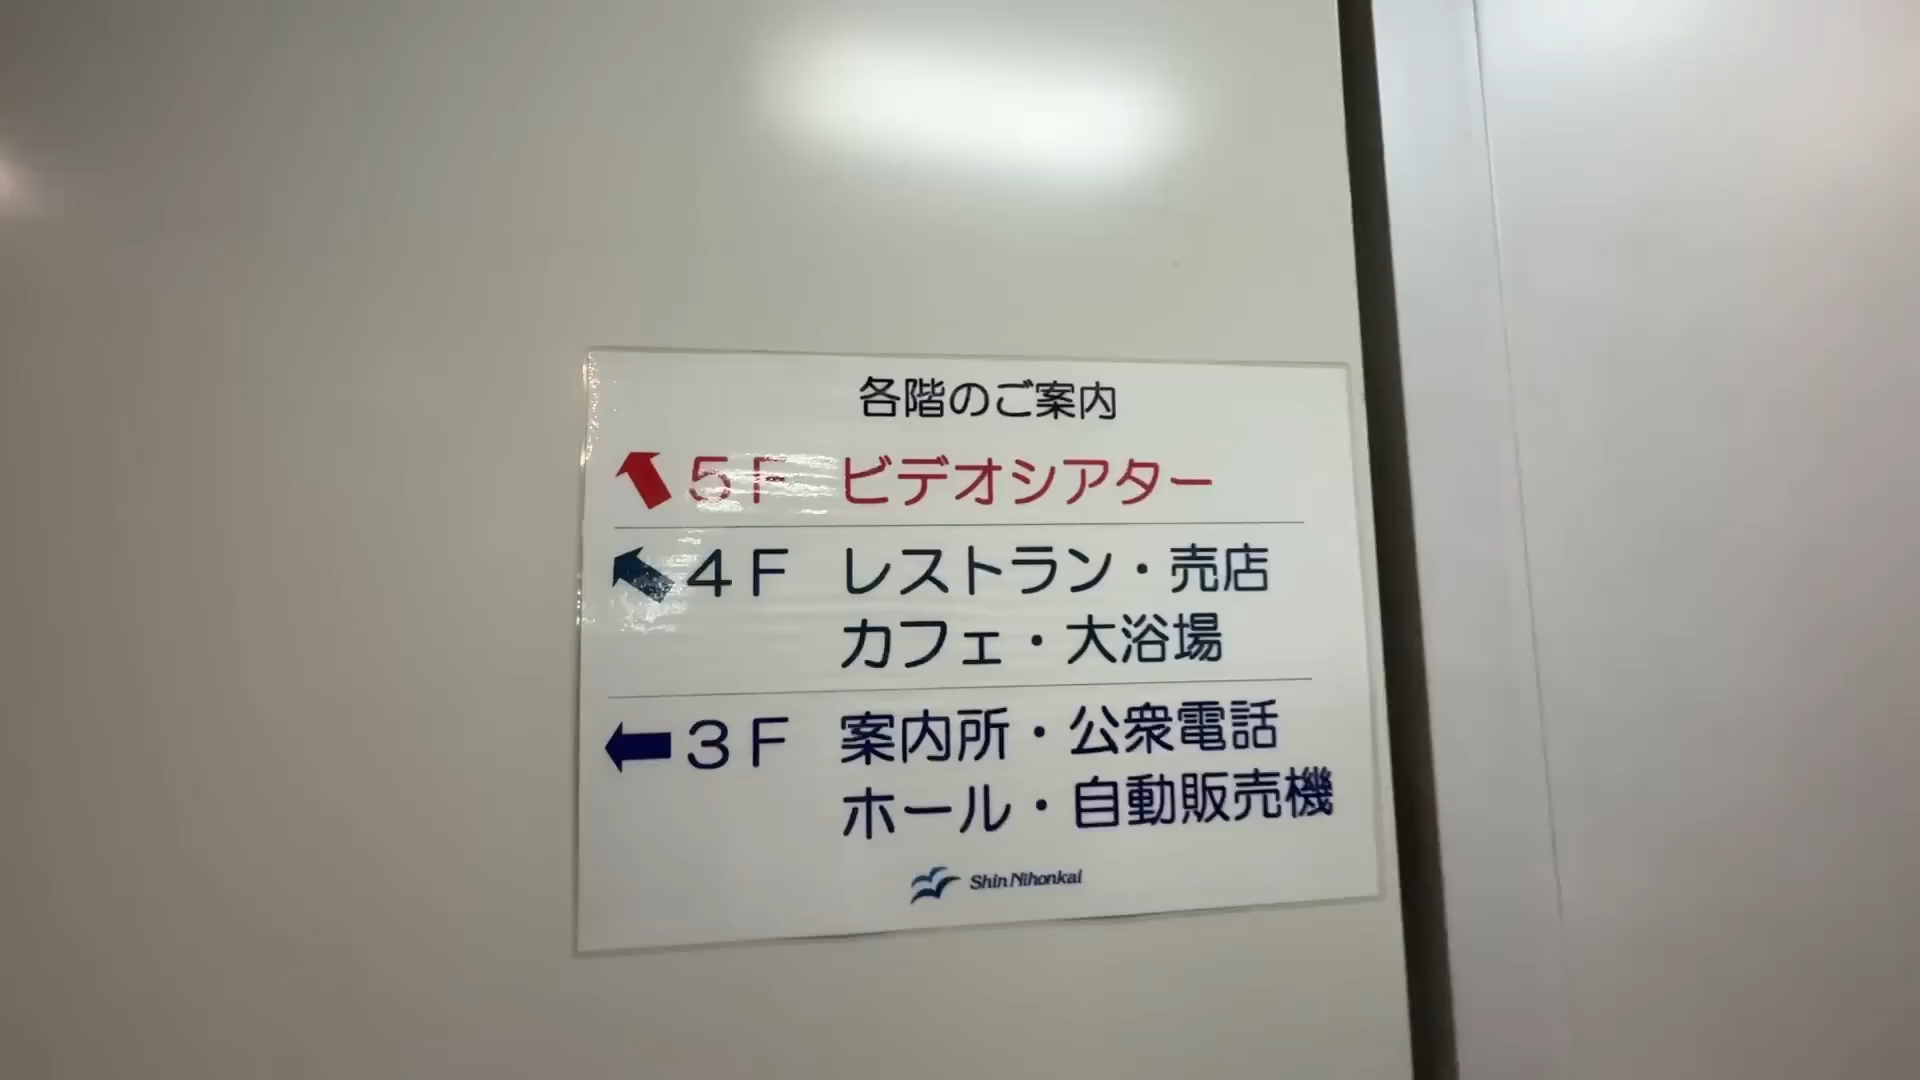 各階のご案内
5F ビデオシアター
4F レストラン・売店
カフェ・大浴場
3F 案内所・公衆電話
ホール・自動販売機
Shin Nihonkai